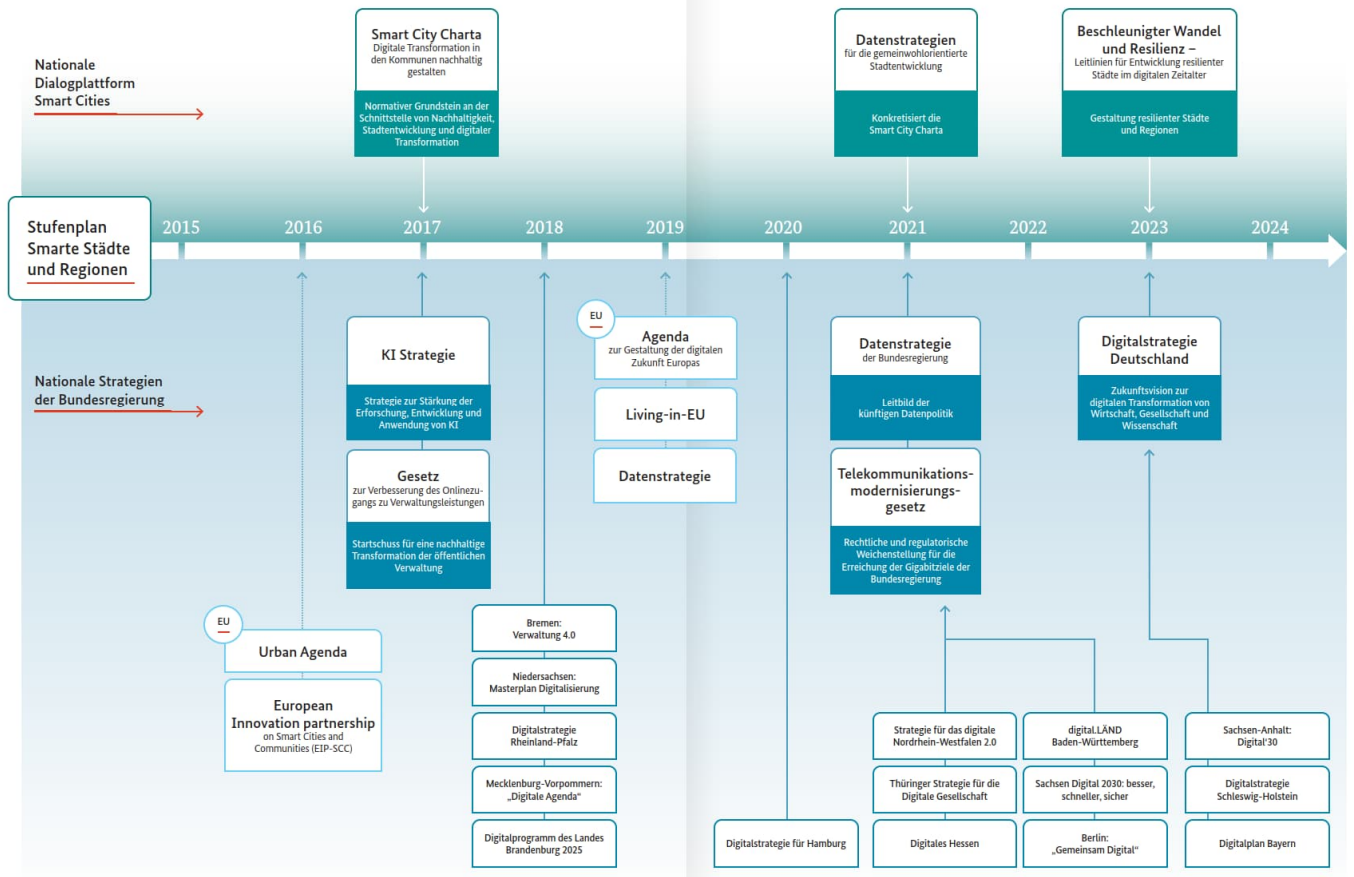 Nationale
Dialogplattform
Smart Cities
Smart City Charta
Digitale Transformation in
den Kommunen nachhaltig
gestalten
Normativer Grundstein an der
Schnittstelle von Nachhaltigkeit,
Stadtentwicklung und digitaler
Transformation
Datenstrategien
für die gemeinwohlorientierte
Stadtentwicklung
Konkretisiert die
Smart City Charta
Beschleunigter Wandel
und Resilienz –
Leitlinien für Entwicklung resilienter
Städte im digitalen Zeitalter
Gestaltung resilienter Städte
und Regionen
Stufenplan
Smarte Städte
und Regionen
2015 2016 2017 2018 2019 2020 2021 2022 2023 2024
Nationale Strategien
der Bundesregierung
KI Strategie
Strategie zur Stärkung der
Erforschung, Entwicklung und
Anwendung von KI
Gesetz
zur Verbesserung des Onlinezu-
gangs zu Verwaltungsleistungen
Startschuss für eine nachhaltige
Transformation der öffentlichen
Verwaltung
EU
Agenda
zur Gestaltung der digitalen
Zukunft Europas
Living-in-EU
Datenstrategie
Datenstrategie
der Bundesregierung
Leitbild der
künftigen Datenpolitik
Telekommunikations-
modernisierungs-
gesetz
Rechtliche und regulatorische
Weichenstellung für die
Erreichung der Gigabitziele der
Bundesregierung
Digitalstrategie
Deutschland
Zukunftsvision zur
digitalen Transformation von
Wirtschaft, Gesellschaft und
Wissenschaft
EU
Urban Agenda
European
Innovation partnership
on Smart Cities and
Communities (EIP-SCC)
Bremen:
Verwaltung 4.0
Niedersachsen:
Masterplan Digitalisierung
Digitalstrategie
Rheinland-Pfalz
Mecklenburg-Vorpommern:
„Digitale Agenda“
Digitalprogramm des Landes
Brandenburg 2025
Digitalstrategie für Hamburg
Strategie für das digitale
Nordrhein-Westfalen 2.0
Thüringer Strategie für die
Digitale Gesellschaft
Digitales Hessen
digital.LÄND
Baden-Württemberg
Sachsen Digital 2030: besser,
schneller, sicher
Berlin:
„Gemeinsam Digital“
Sachsen-Anhalt:
Digital'30
Digitalstrategie
Schleswig-Holstein
Digitalplan Bayern